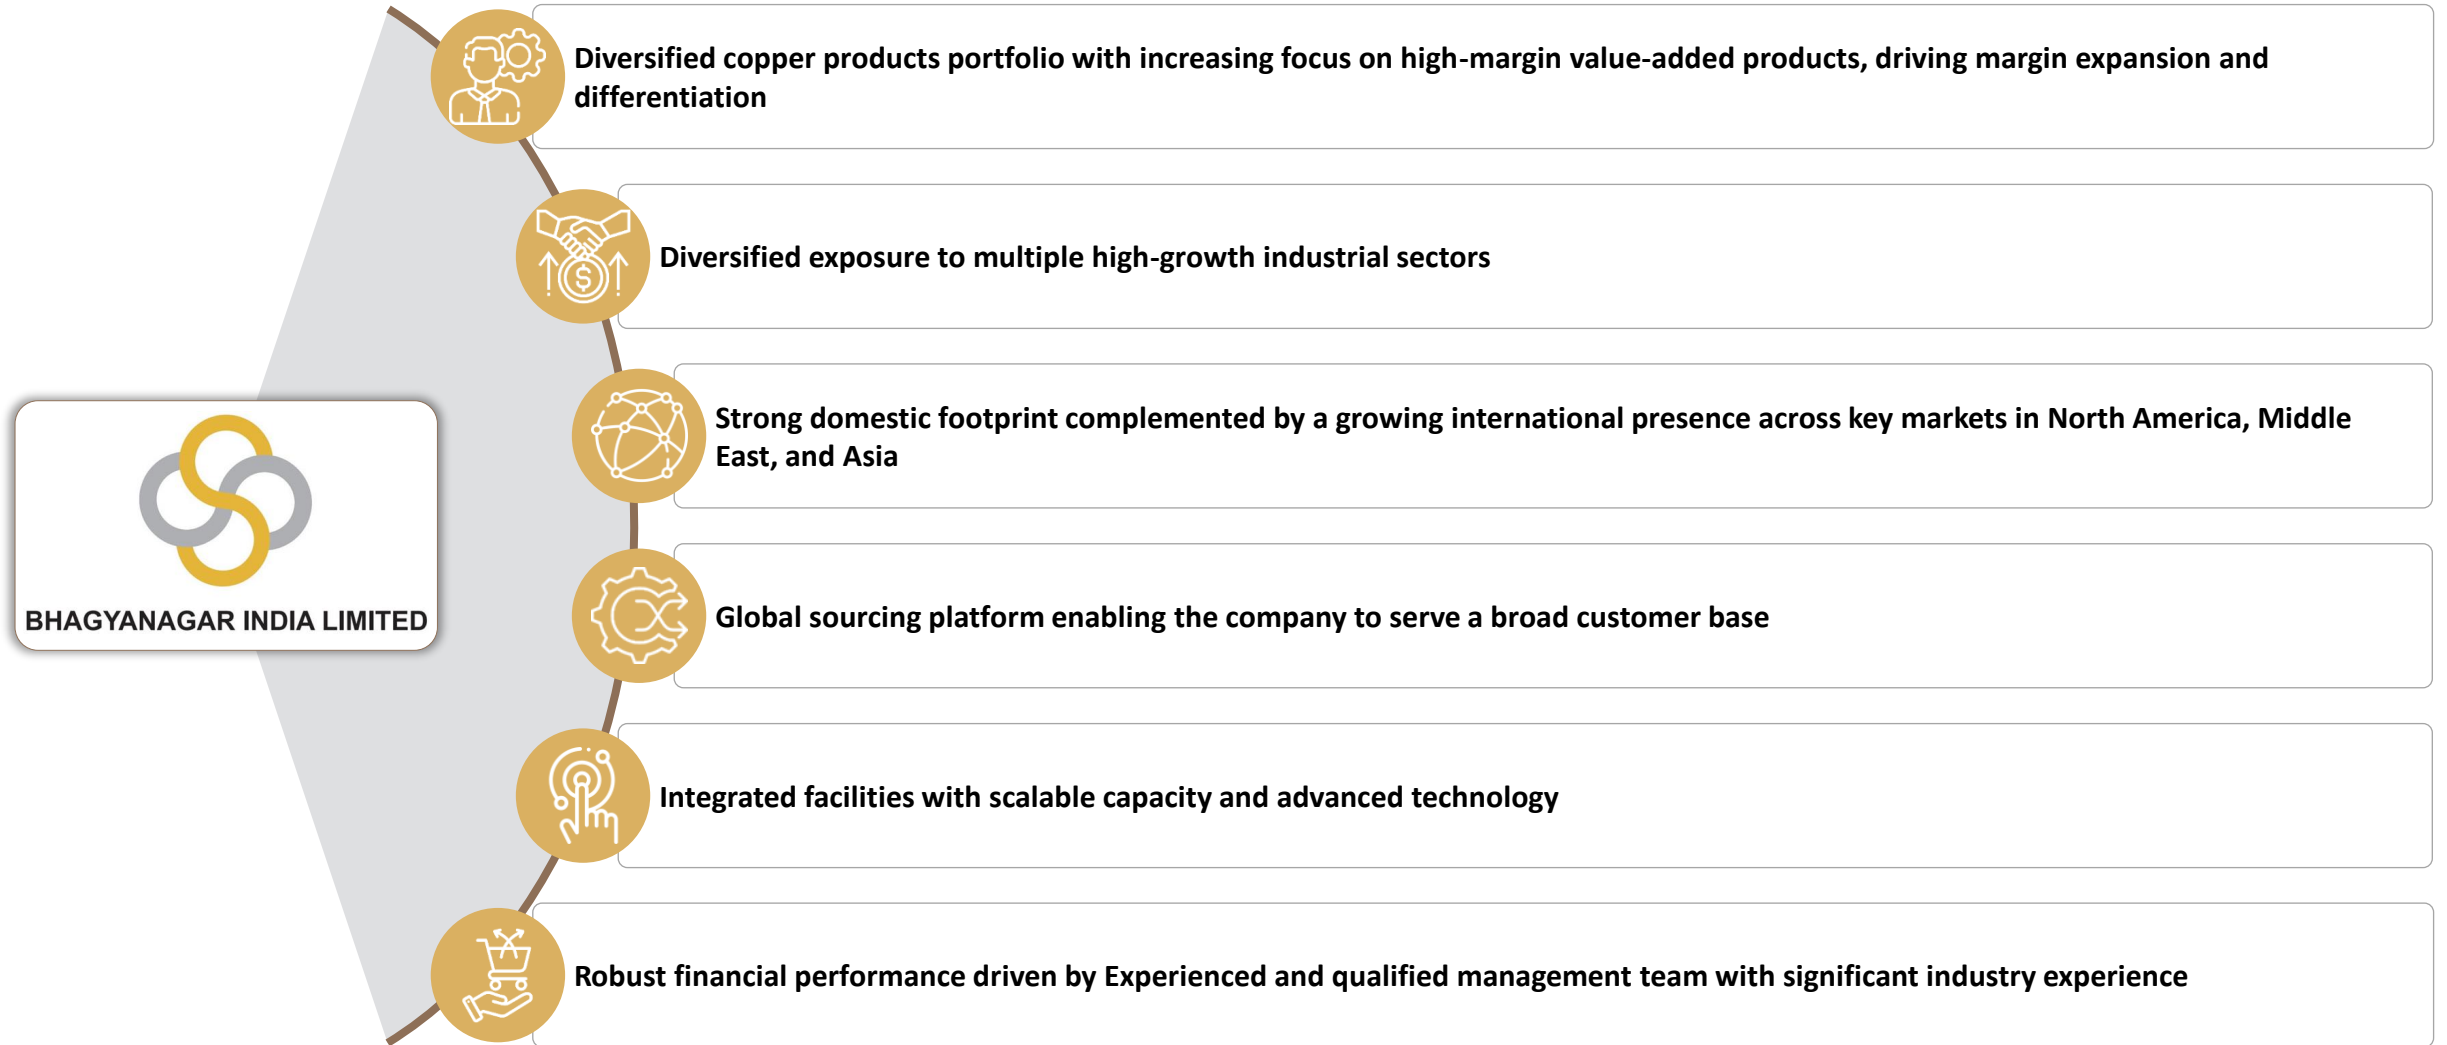 Diversified copper products portfolio with increasing focus on high-margin value-added products, driving margin expansion and
differentiation
Diversified exposure to multiple high-growth industrial sectors
Strong domestic footprint complemented by a growing international presence across key markets in North America, Middle
East, and Asia
BHAGYANAGAR INDIA LIMITED
Global sourcing platform enabling the company to serve a broad customer base
Integrated facilities with scalable capacity and advanced technology
Robust financial performance driven by Experienced and qualified management team with significant industry experience